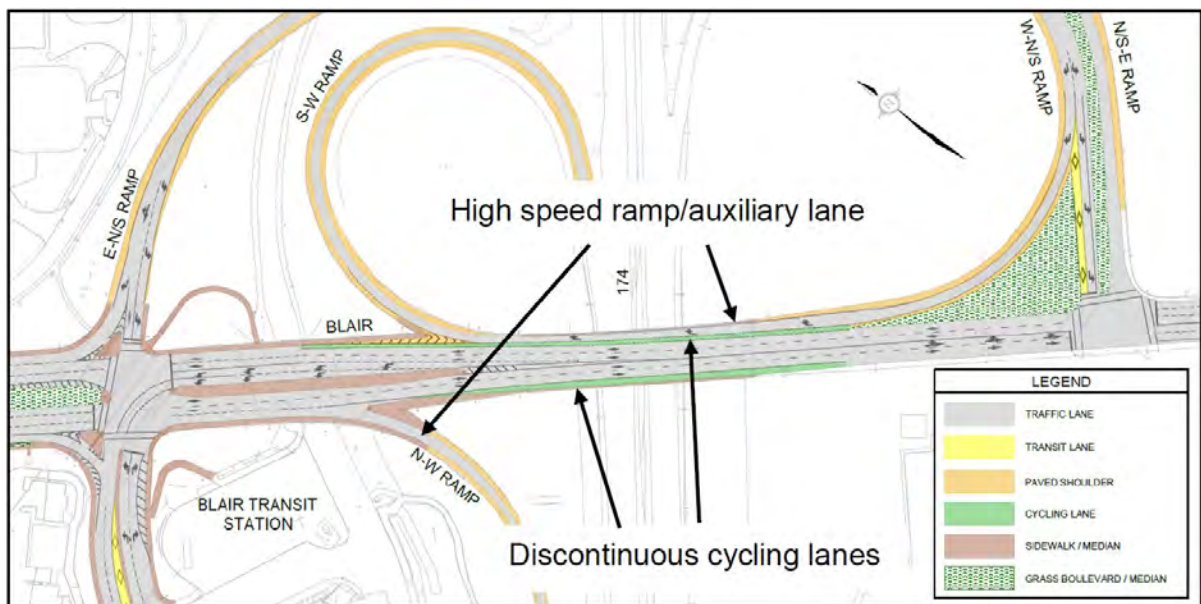 E-N/S RAMP
S-W RAMP
W-N/S RAMP
N/S-E RAMP
High speed ramp/auxiliary lane
174
BLAIR
N-W RAMP
BLAIR TRANSIT
STATION
Discontinuous cycling lanes
LEGEND
TRAFFIC LANE
TRANSIT LANE
PAVED SHOULDER
CYCLING LANE
SIDEWALK / MEDIAN
GRASS BOULEVARD / MEDIAN